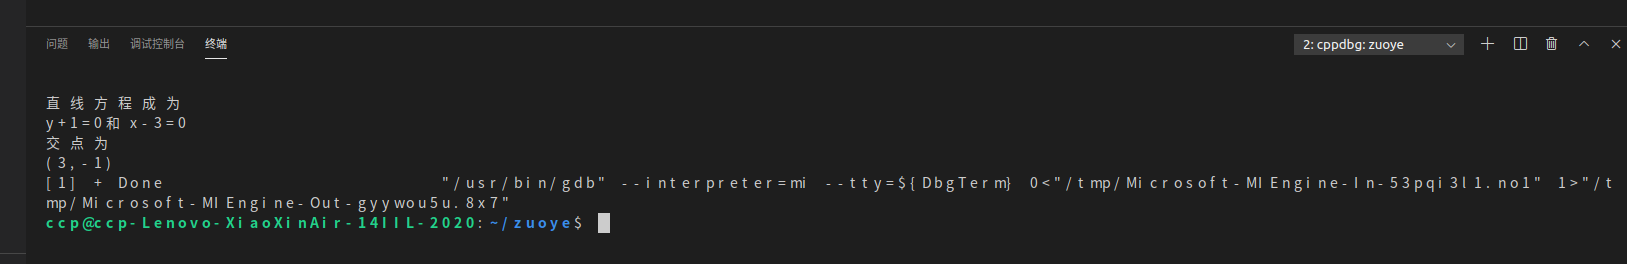 问题 输出 调试控制台 终端 2: cppdbg: zuoye
直线方程成为
y+1=0和 x-3=0
交点为
(3,-1)
[1] + Done "/usr/bin/gdb" --interpreter=mi --tty=${DbgTerm} 0<"/tmp/Microsoft-MIEngine-In-53pqi3l1.no1" 1>"/t
mp/Microsoft-MIEngine-Out-gyywou5u.8x7"
ccp@ccp-Lenovo-XiaoXinAir-14IIL-2020:~/zuoye$